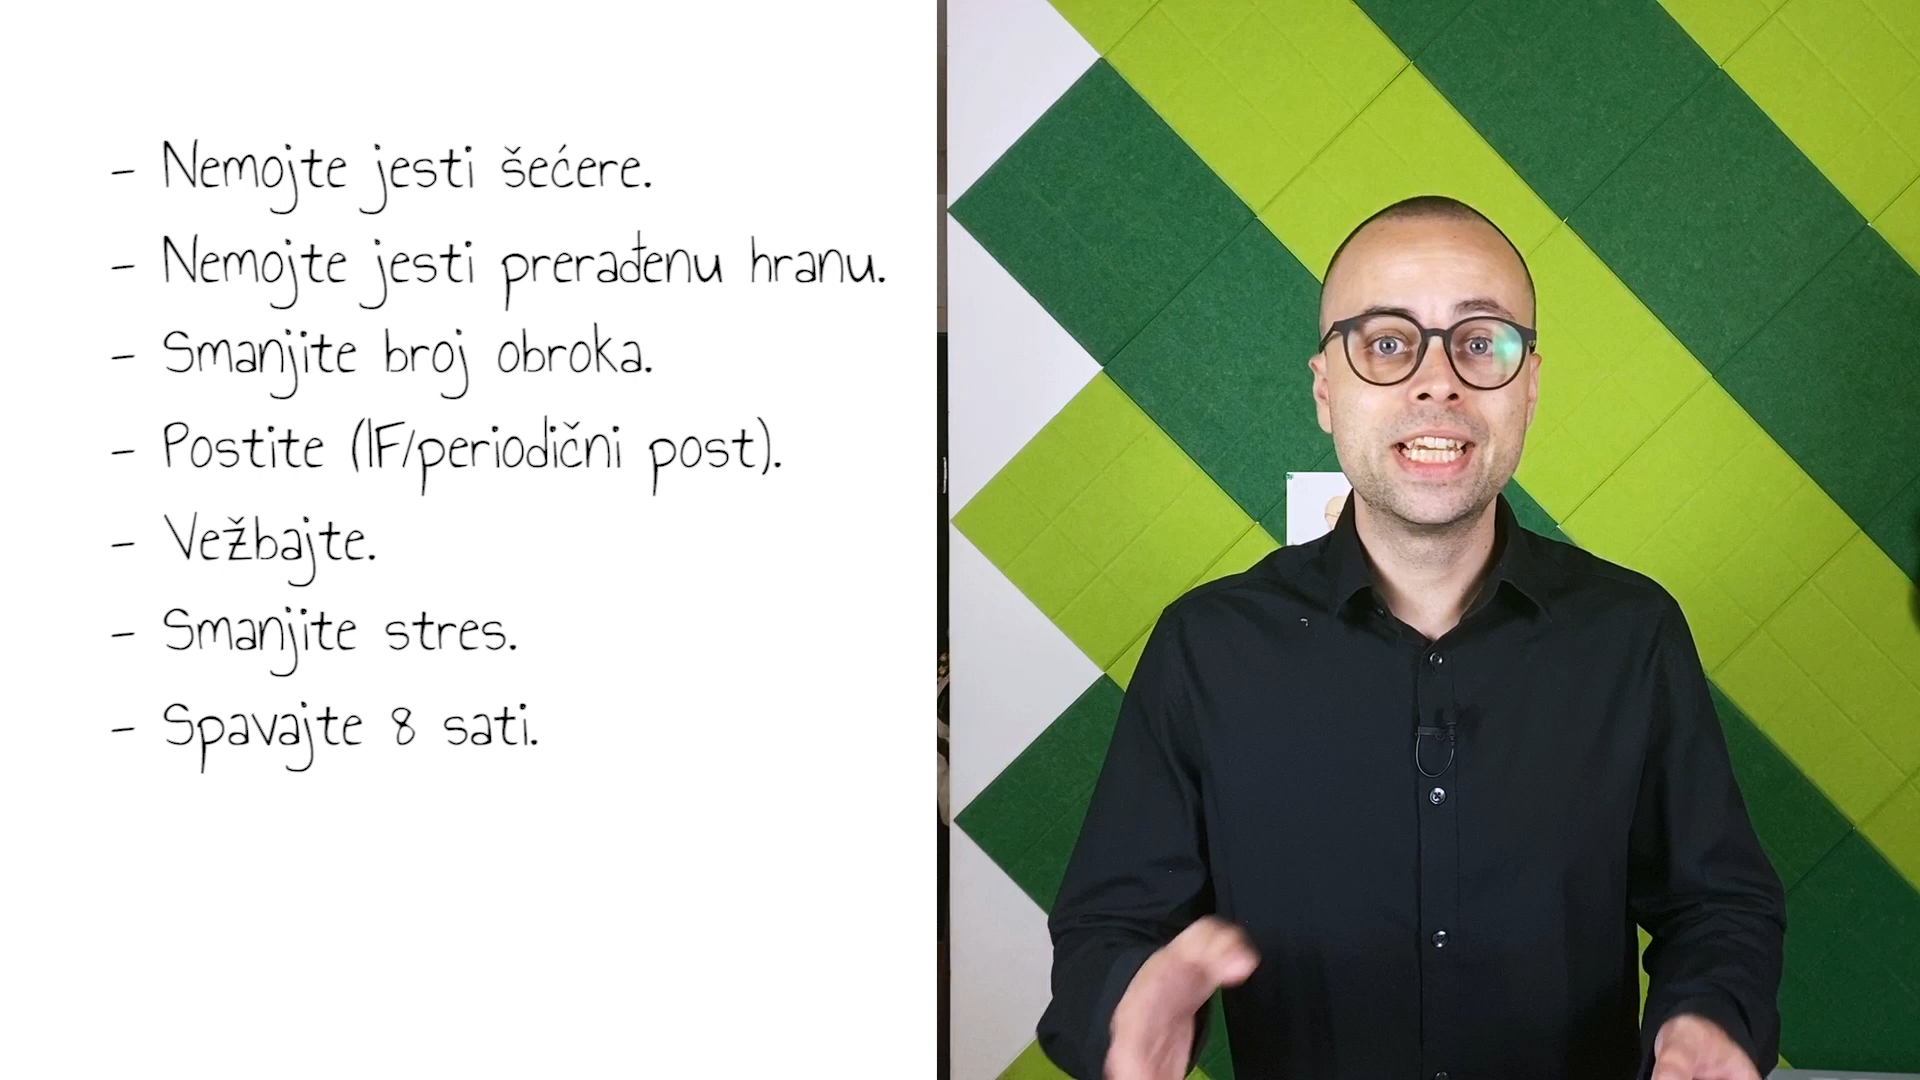 - Nemojte jesti šećere.
- Nemojte jesti prerađenu hranu.
- Smanjite broj obroka.
- Postite (IF/periodični post).
- Vežbajte.
- Smanjite stres.
- Spavajte 8 sati.